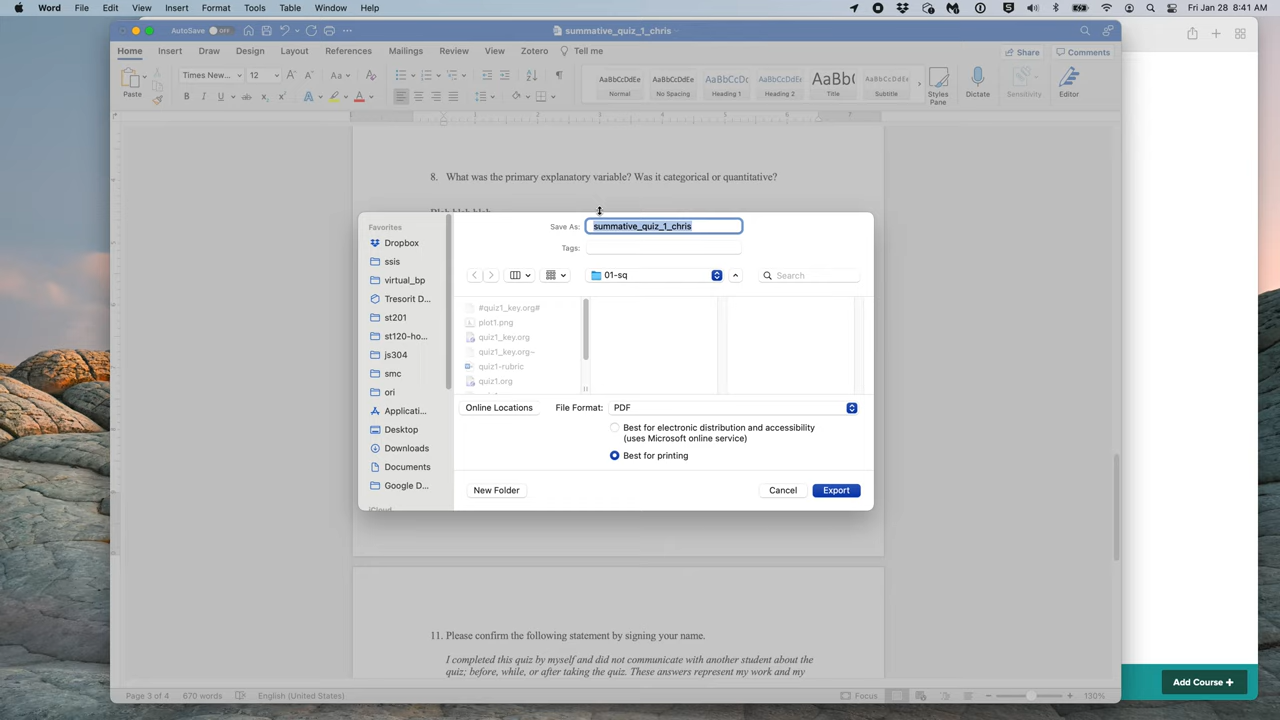 Word File Edit View Insert Format Tools Table Window Help
Fri Jan 28 8:41 AM
AutoSave OFF
summative_quiz_1_chris
Home Insert Draw Design Layout References Mailings Review View Zotero Tell me
Share Comments
Paste
Times New... 12
AaBbCcDdEe AaBbCcDdEe AaBbCcDc AaBbCcDdEe AaBb( AaBbCcDdEe
Normal No Spacing Heading 1 Heading 2 Title Subtitle
Styles Pane
Dictate
Sensitivity
Editor
8. What was the primary explanatory variable? Was it categorical or quantitative?
Favorites
Dropbox
ssis
virtual_bp
Tresorit D...
st201
st120-ho...
js304
smc
ori
Applicati...
Desktop
Downloads
Documents
Google D...
iCloud
Save As: summative_quiz_1_chris
Tags:
01-sq
Search
#quiz1_key.org#
plot1.png
quiz1_key.org
quiz1_key.org~
quiz1-rubric
quiz1.org
Online Locations
File Format: PDF
Best for electronic distribution and accessibility
(uses Microsoft online service)
Best for printing
New Folder
Cancel
Export
11. Please confirm the following statement by signing your name.
I completed this quiz by myself and did not communicate with another student about the
quiz; before, while, or after taking the quiz. These answers represent my work and my
Page 3 of 4 670 words English (United States)
Focus
130%
Add Course +